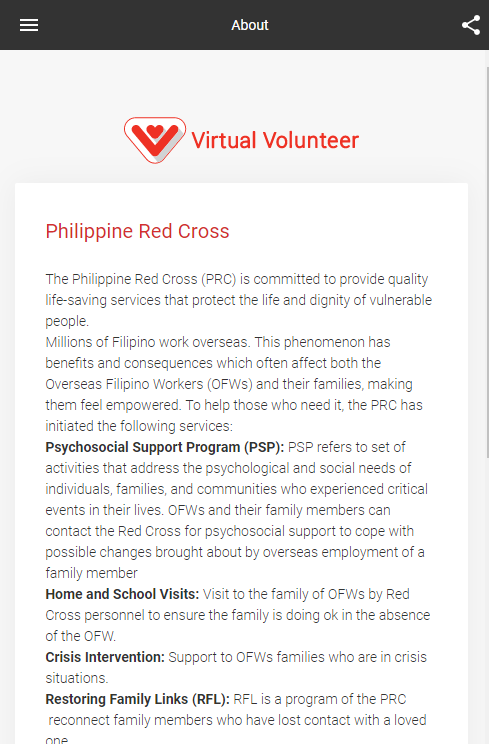 About
Virtual Volunteer
Philippine Red Cross
The Philippine Red Cross (PRC) is committed to provide quality
life-saving services that protect the life and dignity of vulnerable
people.
Millions of Filipino work overseas. This phenomenon has
benefits and consequences which often affect both the
Overseas Filipino Workers (OFWs) and their families, making
them feel empowered. To help those who need it, the PRC has
initiated the following services:
Psychosocial Support Program (PSP): PSP refers to set of
activities that address the psychological and social needs of
individuals, families, and communities who experienced critical
events in their lives. OFWs and their family members can
contact the Red Cross for psychosocial support to cope with
possible changes brought about by overseas employment of a
family member
Home and School Visits: Visit to the family of OFWs by Red
Cross personnel to ensure the family is doing ok in the absence
of the OFW.
Crisis Intervention: Support to OFWs families who are in crisis
situations.
Restoring Family Links (RFL): RFL is a program of the PRC
reconnect family members who have lost contact with a loved
one